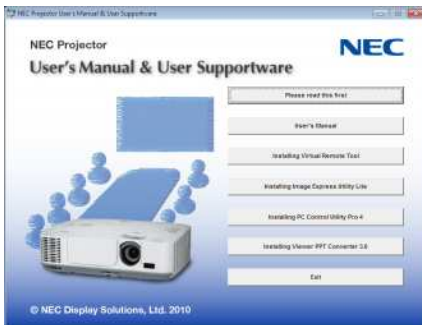 NEC Projector User's Manual & User Supportware
NEC Projector
NEC
User's Manual & User Supportware
Please read this first
User's Manual
Installing Virtual Remote Tool
Installing Image Express Utility Lite
Installing PC Control Utility Pro 4
Installing Viewer PPT Converter 3.0
Exit
© NEC Display Solutions, Ltd. 2010